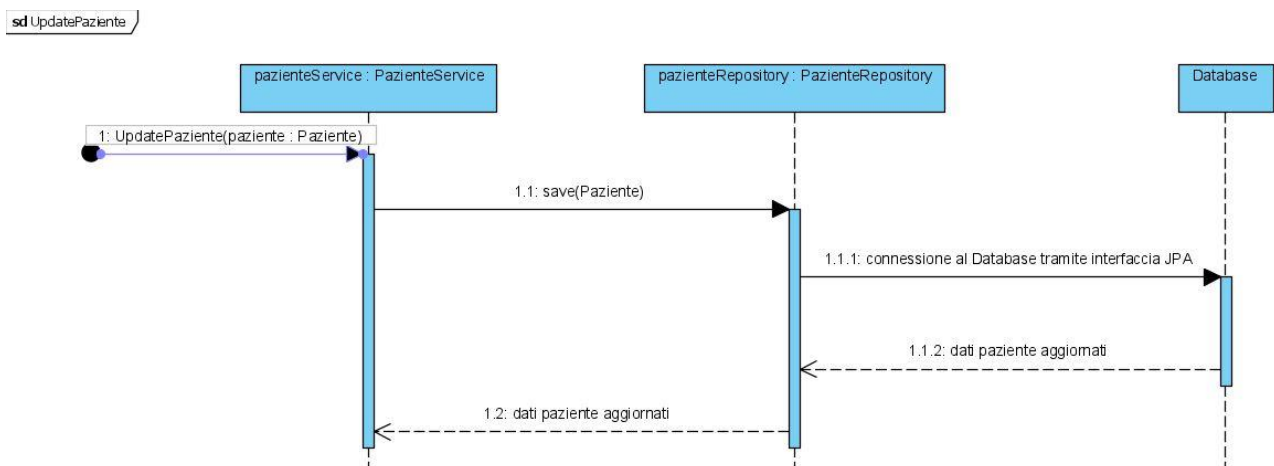 sd UpdatePaziente
pazienteService : PazienteService
pazienteRepository : PazienteRepository
Database
1: UpdatePaziente(paziente : Paziente)
1.1: save(Paziente)
1.1.1: connessione al Database tramite interfaccia JPA
1.1.2: dati paziente aggiornati
1.2: dati paziente aggiornati